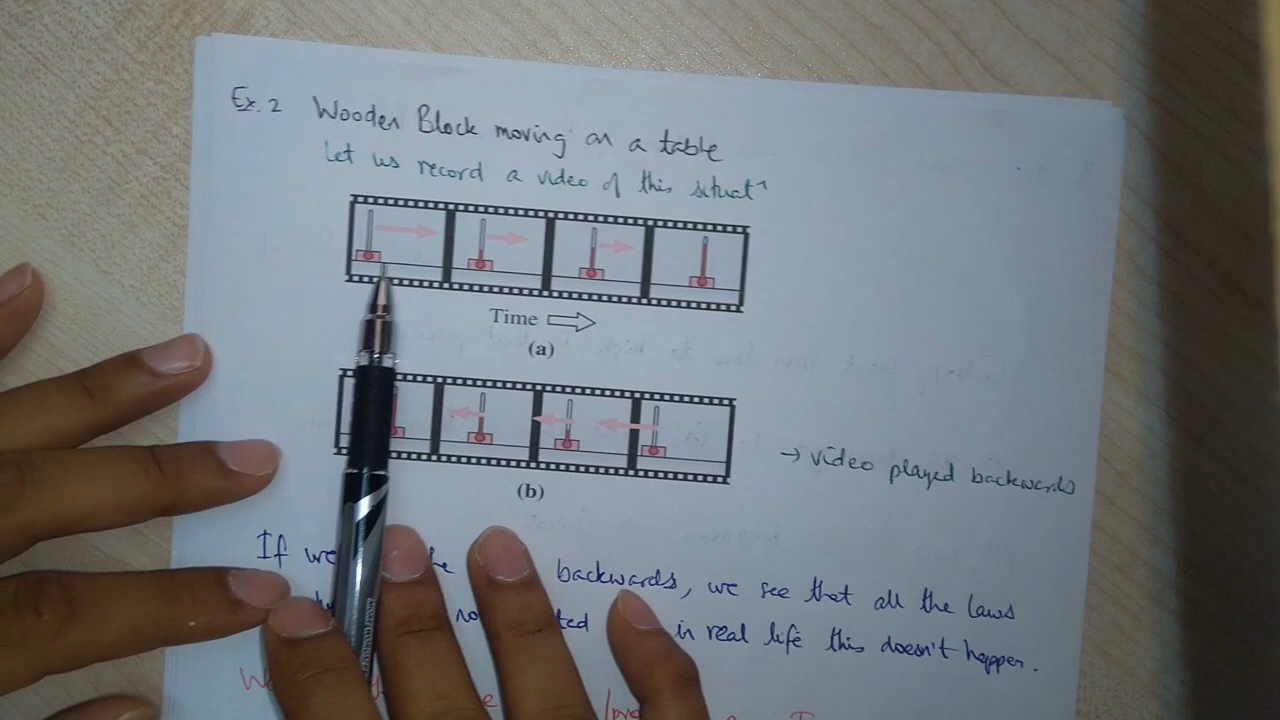 Ex. 2 Wooden Block moving on a table
Let us record a video of this situatⁿ
Time
(a)
→ video played backwards
(b)
If we backwards, we see that all the laws
in real life this doesn't happen.